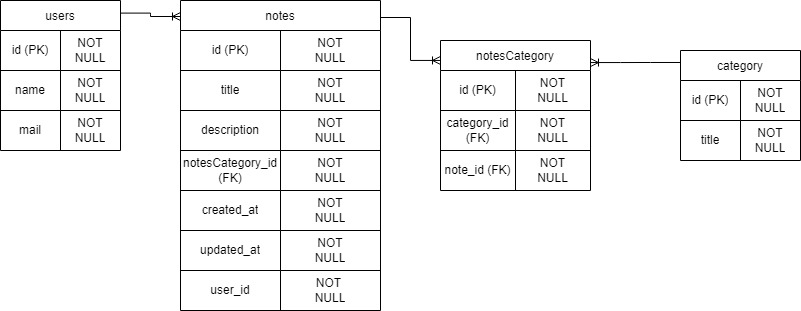 users
id (PK)
NOT
NULL
name
NOT
NULL
mail
NOT
NULL
notes
id (PK)
NOT
NULL
title
NOT
NULL
description
NOT
NULL
notesCategory_id
(FK)
NOT
NULL
created_at
NOT
NULL
updated_at
NOT
NULL
user_id
NOT
NULL
notesCategory
id (PK)
NOT
NULL
category_id
(FK)
NOT
NULL
note_id (FK)
NOT
NULL
category
id (PK)
NOT
NULL
title
NOT
NULL